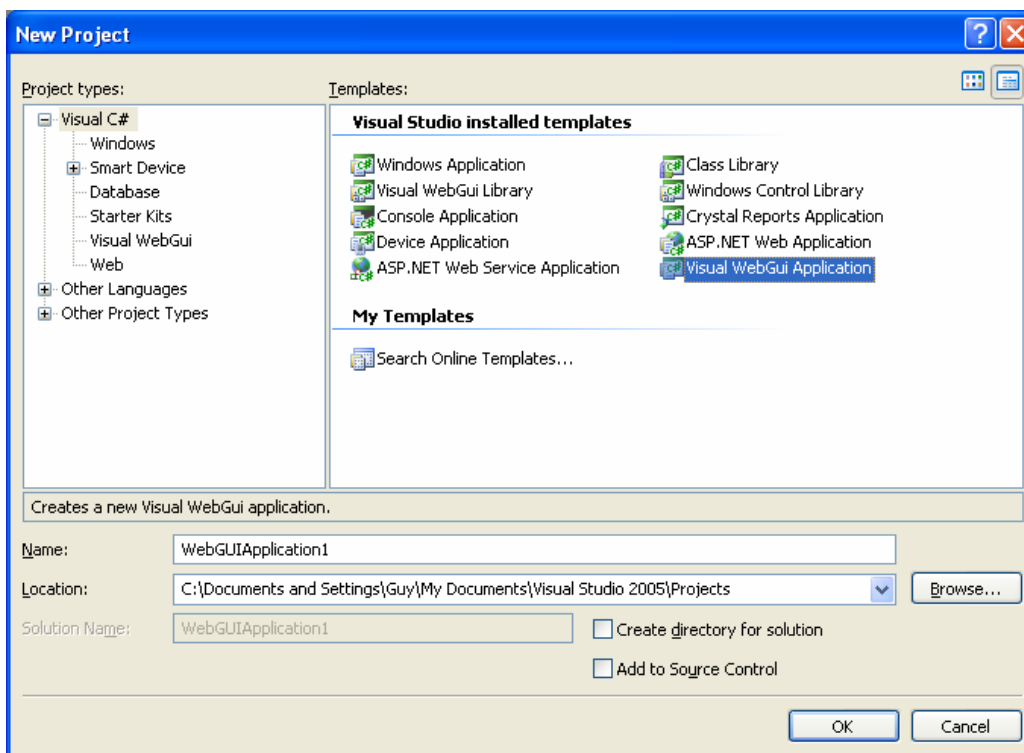 New Project
Project types:
Templates:
Visual C#
Windows
Smart Device
Database
Starter Kits
Visual WebGui
Web
Other Languages
Other Project Types
Visual Studio installed templates
Windows Application
Class Library
Visual WebGui Library
Windows Control Library
Console Application
Crystal Reports Application
Device Application
ASP.NET Web Application
ASP.NET Web Service Application
Visual WebGui Application
My Templates
Search Online Templates...
Creates a new Visual WebGui application.
Name:
WebGUIApplication1
Location:
C:\Documents and Settings\Guy\My Documents\Visual Studio 2005\Projects
Browse...
Solution Name:
WebGUIApplication1
Create directory for solution
Add to Source Control
OK
Cancel